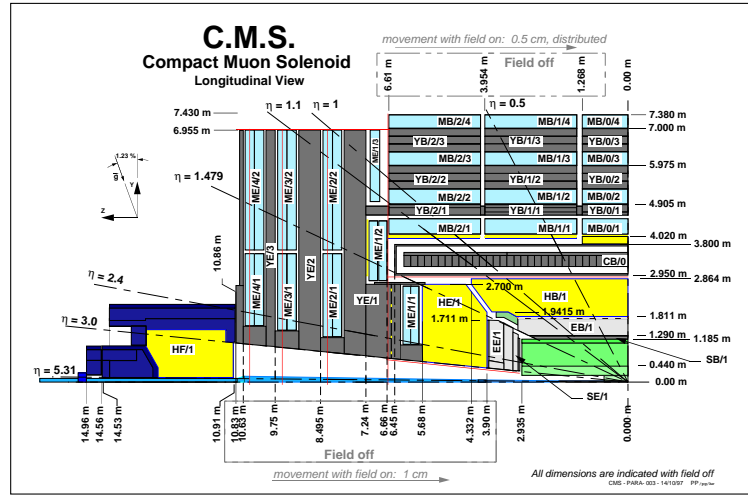 C.M.S.
Compact Muon Solenoid
Longitudinal View
movement with field on: 0.5 cm, distributed
Field off
6.61 m
3.954 m
1.268 m
0.00 m
η = 1.1
η = 1
η = 0.5
7.430 m
6.955 m
7.380 m
7.000 m
MB/2/4
MB/1/4
MB/0/4
YB/2/3
YB/1/3
YB/0/3
MB/2/3
MB/1/3
MB/0/3
5.975 m
YB/2/2
YB/1/2
YB/0/2
MB/2/2
MB/1/2
MB/0/2
4.905 m
YB/2/1
YB/1/1
YB/0/1
MB/2/1
MB/1/1
MB/0/1
4.020 m
3.800 m
CB/0
2.950 m
2.864 m
1.23 %
g
Y
Z
η = 1.479
ME/4/2
ME/3/2
ME/2/2
ME/1/3
YE/3
YE/2
ME/1/2
YE/1
ME/4/1
ME/3/1
ME/2/1
ME/1/1
10.86 m
η = 2.4
η = 3.0
η = 5.31
HF/1
HE/1
2.700 m
HB/1
1.711 m
1.9415 m
EB/1
EE/1
1.811 m
1.290 m
1.185 m
SB/1
0.440 m
0.00 m
SE/1
14.96 m
14.56 m
14.53 m
10.91 m
10.83 m
10.63 m
9.75 m
8.495 m
7.24 m
6.66 m
6.45 m
5.68 m
4.332 m
3.90 m
2.935 m
0.000 m
Field off
movement with field on: 1 cm
All dimensions are indicated with field off
CMS - PARA- 003 - 14/10/97